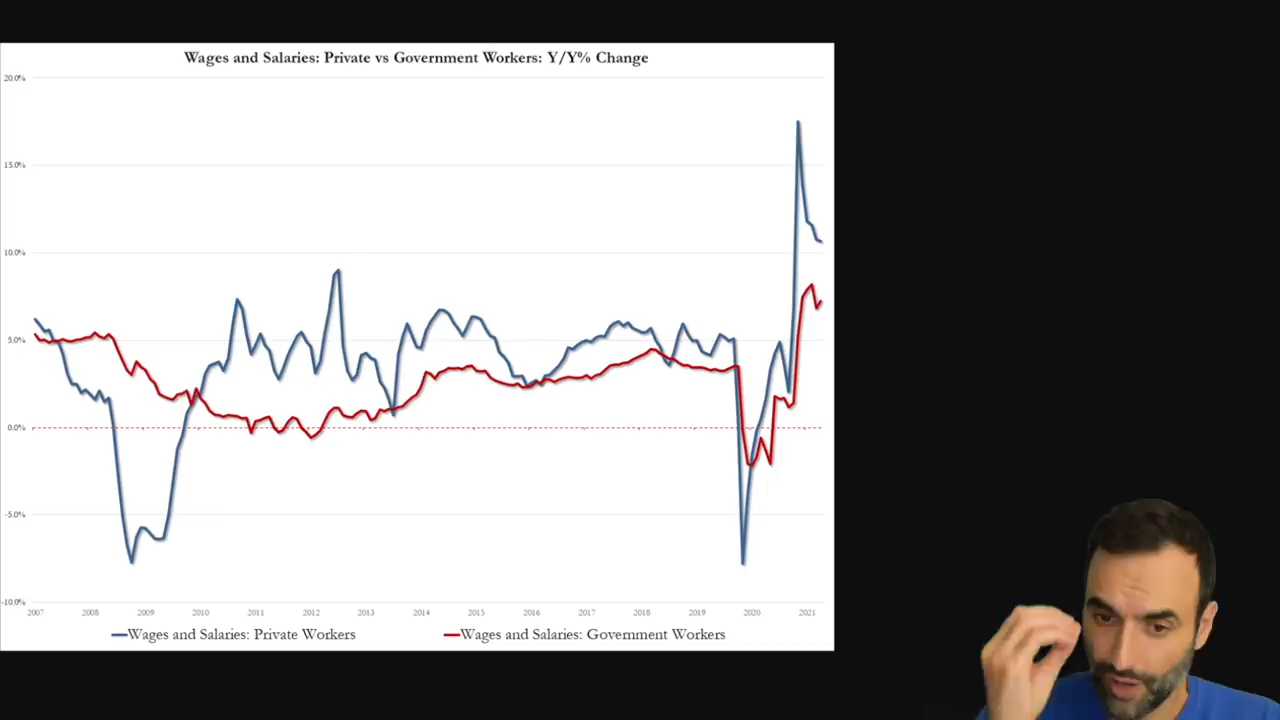 Wages and Salaries: Private vs Government Workers: Y/Y% Change
20.0%
15.0%
10.0%
5.0%
0.0%
-5.0%
-10.0%
2007 2008 2009 2010 2011 2012 2013 2014 2015 2016 2017 2018 2019 2020 2021
Wages and Salaries: Private Workers Wages and Salaries: Government Workers